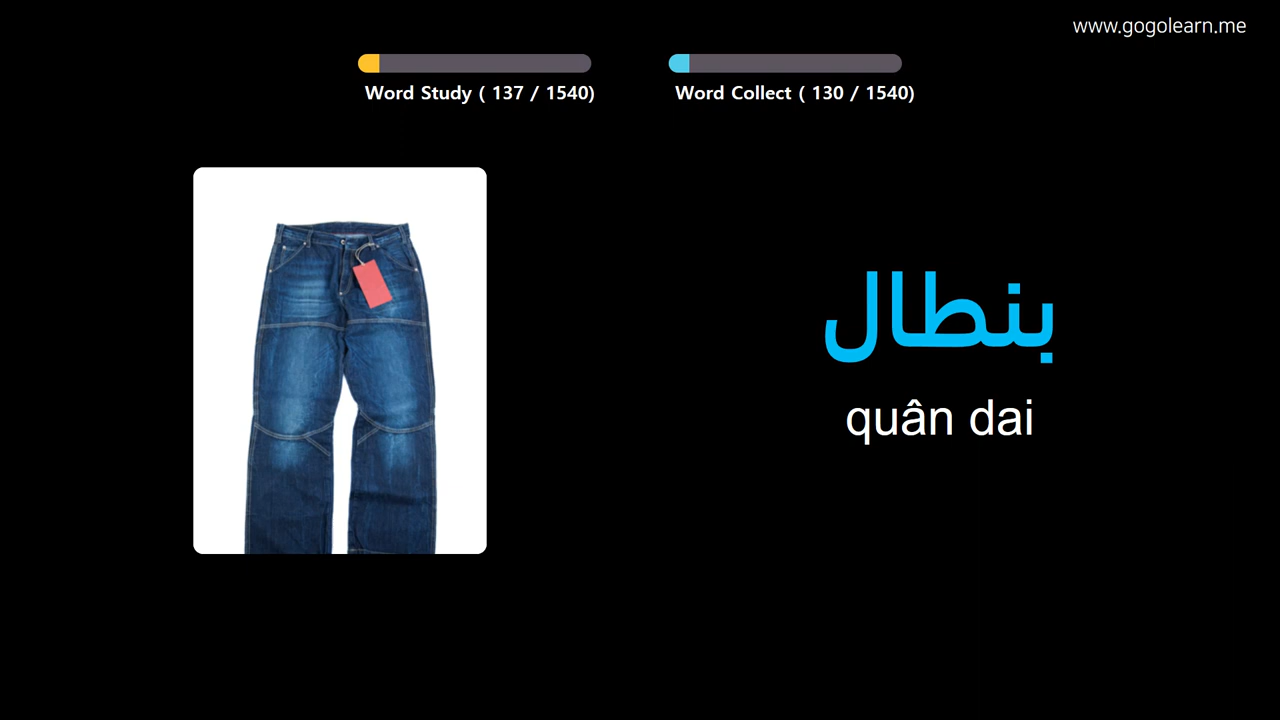 www.gogolearn.me
Word Study ( 137 / 1540)
Word Collect ( 130 / 1540)
بنطال
quân dai